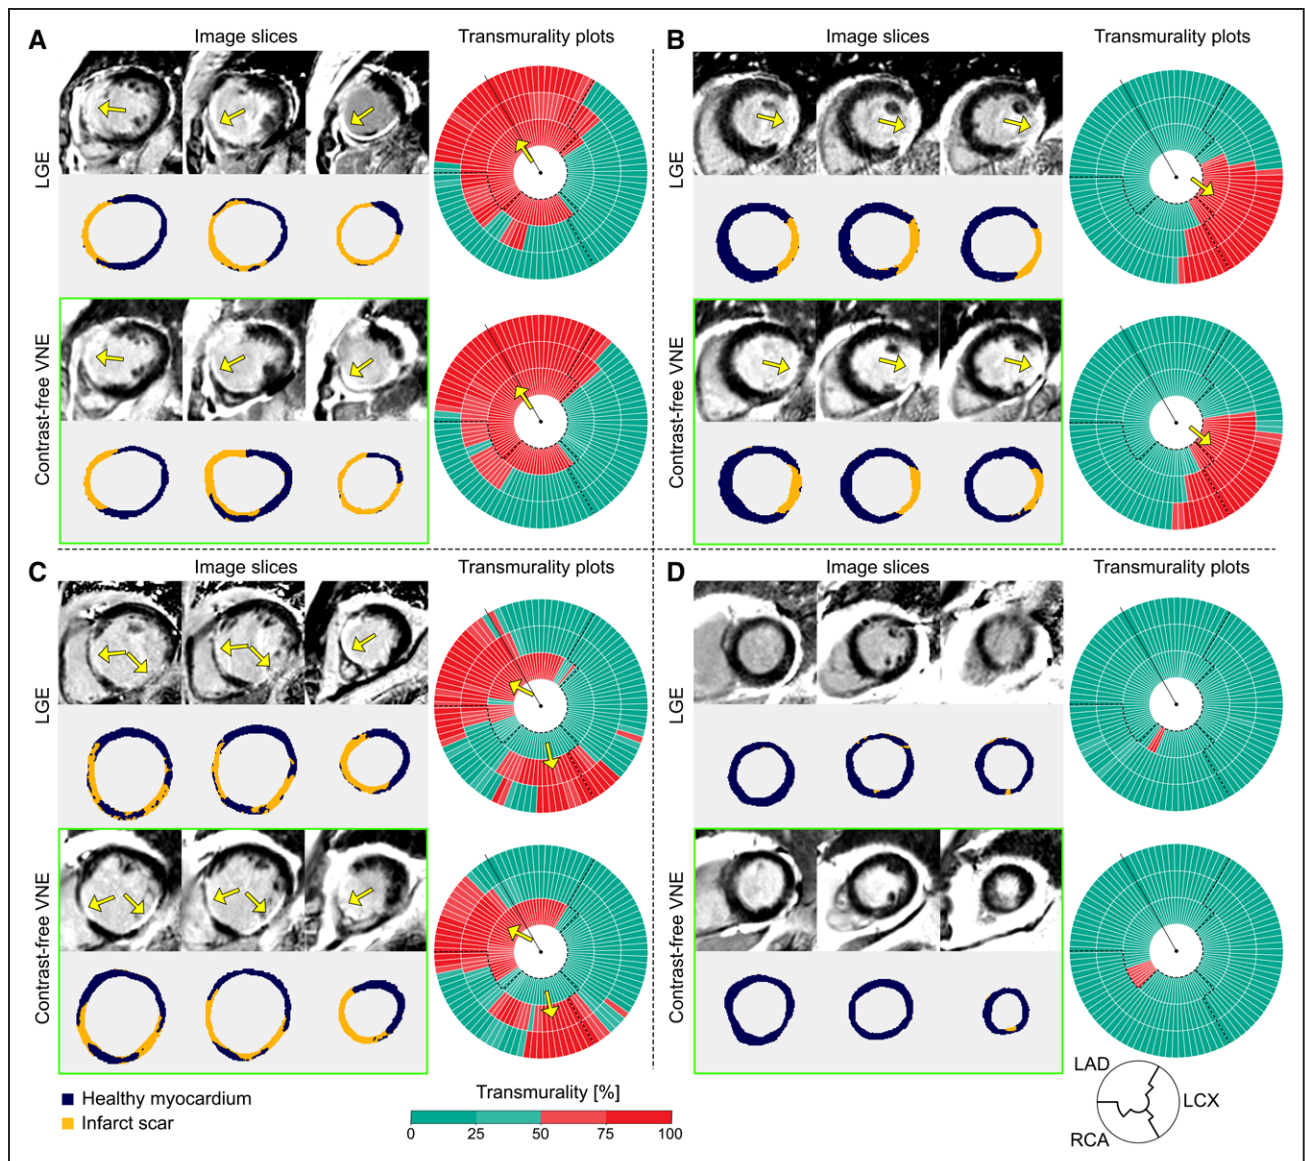 A
Image slices
Transmurality plots
LGE
Contrast-free VNE
B
Image slices
Transmurality plots
LGE
Contrast-free VNE
C
Image slices
Transmurality plots
LGE
Contrast-free VNE
D
Image slices
Transmurality plots
LGE
Contrast-free VNE
Healthy myocardium
Infarct scar
Transmurality [%]
0 25 50 75 100
LAD
LCX
RCA